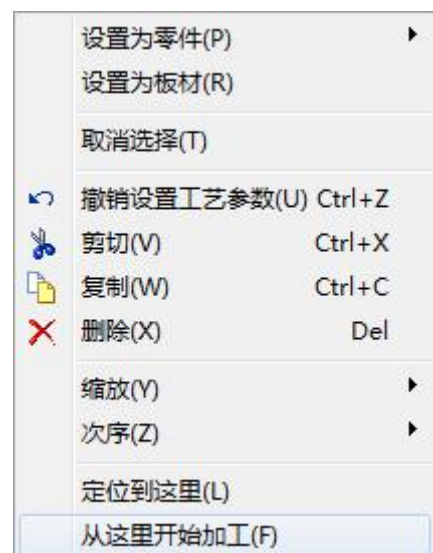 设置为零件(P)
设置为板材(R)
取消选择(T)
撤销设置工艺参数(U) Ctrl+Z
剪切(V) Ctrl+X
复制(W) Ctrl+C
删除(X) Del
缩放(Y)
次序(Z)
定位到这里(L)
从这里开始加工(F)